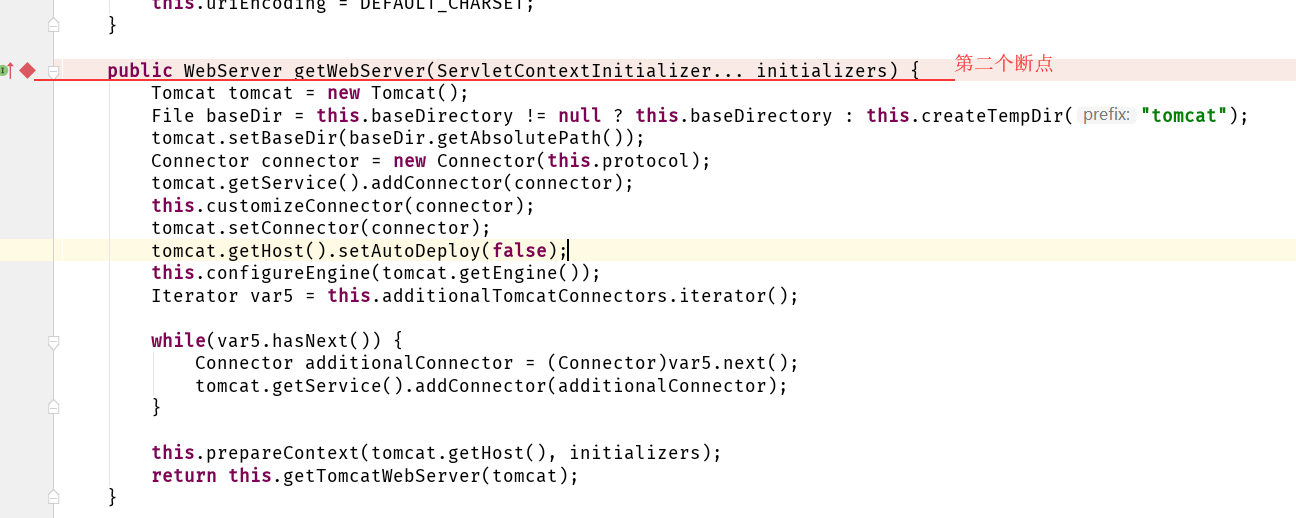 this.uriEncoding = DEFAULT_CHARSET;
}
public WebServer getWebServer(ServletContextInitializer... initializers) { 第二个断点
Tomcat tomcat = new Tomcat();
File baseDir = this.baseDirectory != null ? this.baseDirectory : this.createTempDir( prefix: "tomcat");
tomcat.setBaseDir(baseDir.getAbsolutePath());
Connector connector = new Connector(this.protocol);
tomcat.getService().addConnector(connector);
this.customizeConnector(connector);
tomcat.setConnector(connector);
tomcat.getHost().setAutoDeploy(false);
this.configureEngine(tomcat.getEngine());
Iterator var5 = this.additionalTomcatConnectors.iterator();
while(var5.hasNext()) {
Connector additionalConnector = (Connector)var5.next();
tomcat.getService().addConnector(additionalConnector);
}
this.prepareContext(tomcat.getHost(), initializers);
return this.getTomcatWebServer(tomcat);
}